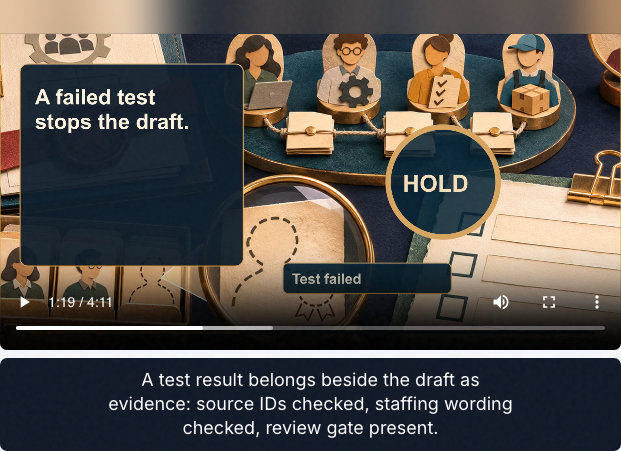 A failed test
stops the draft.
HOLD
Test failed
1:19 / 4:11
A test result belongs beside the draft as
evidence: source IDs checked, staffing wording
checked, review gate present.